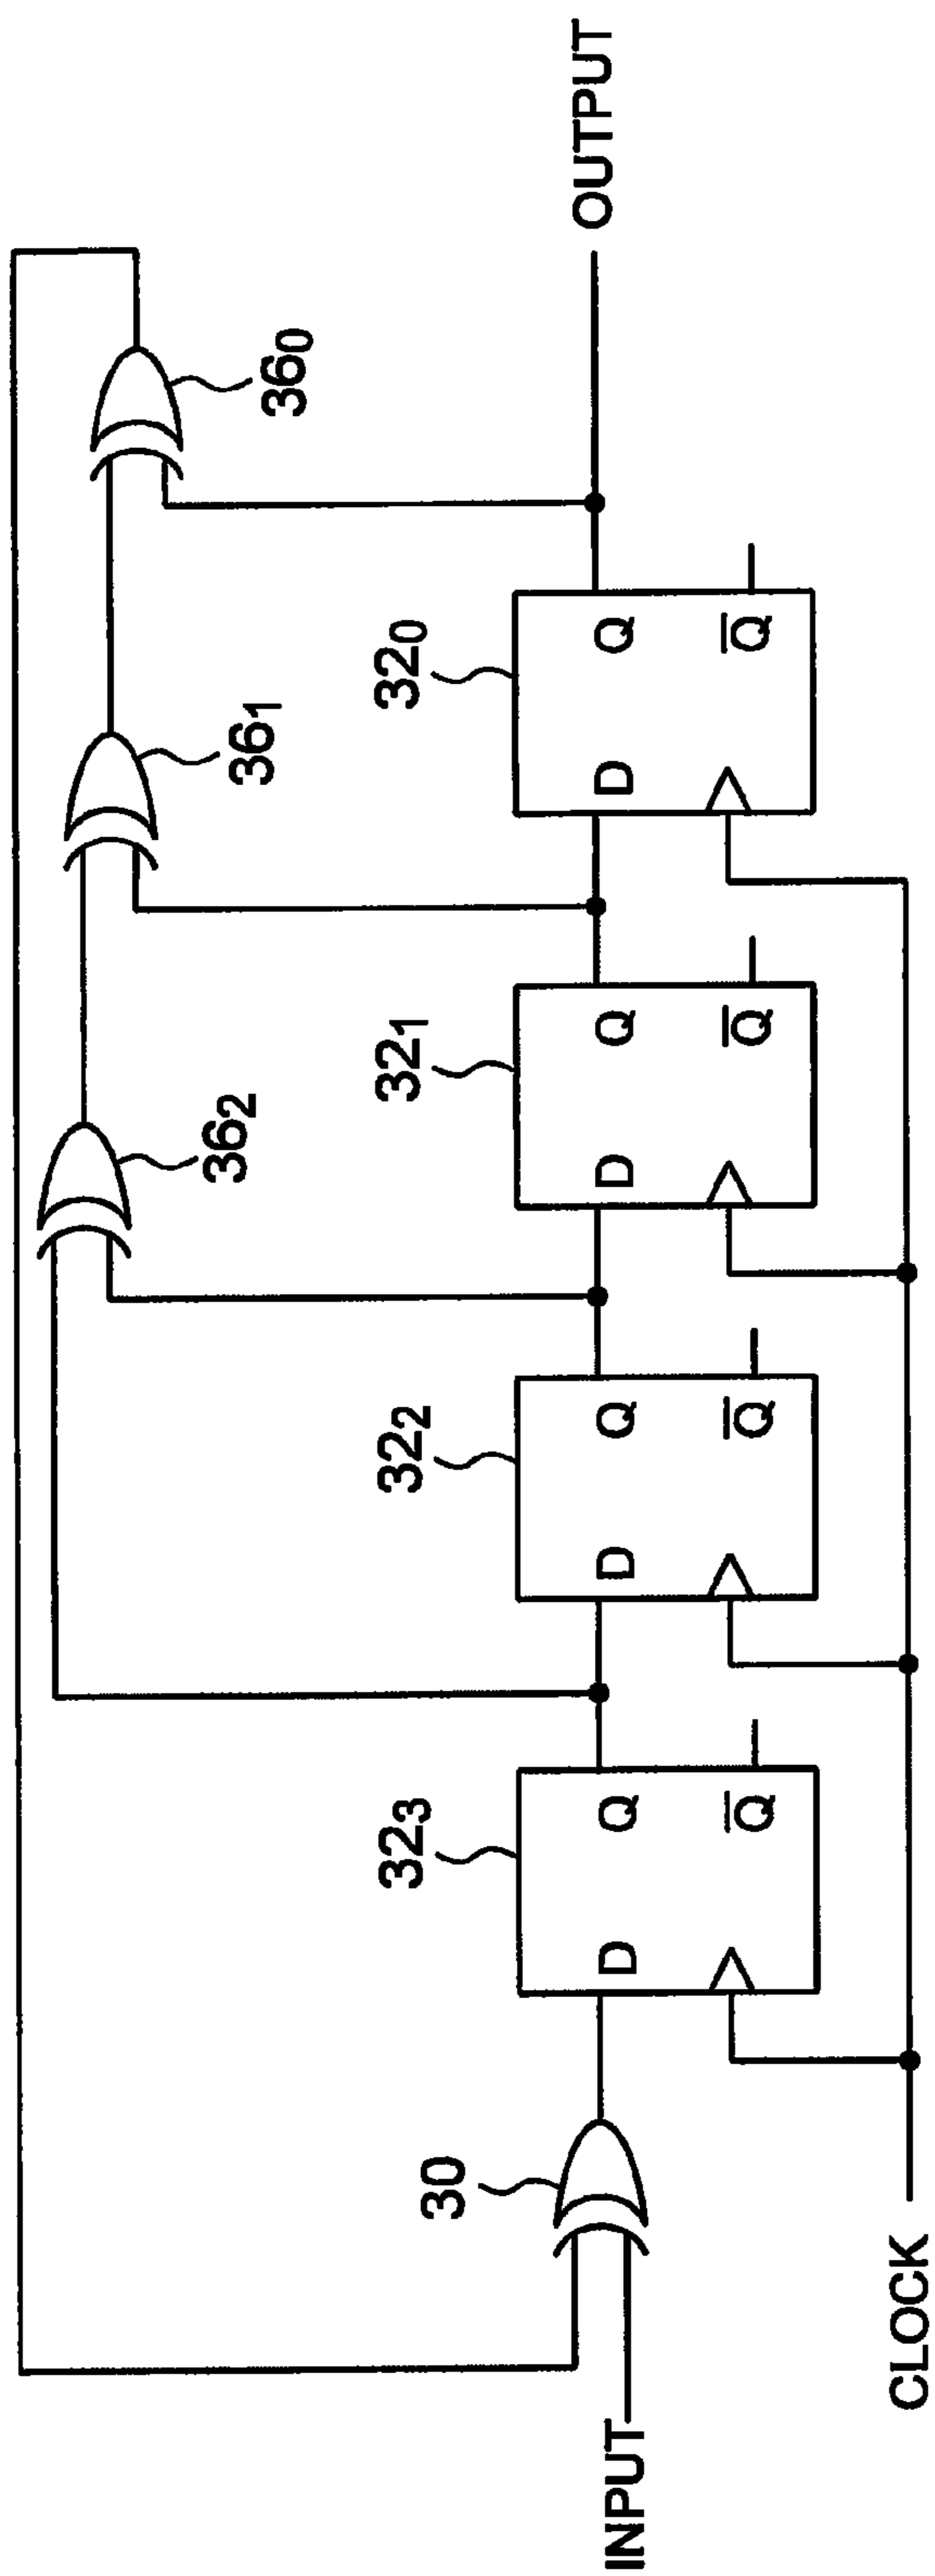 36₂
36₁
36₀
30
32₃
32₂
32₁
32₀
D
Q
D
Q
D
Q
D
Q
OUTPUT
INPUT
Q̅
Q̅
Q̅
Q̅
CLOCK